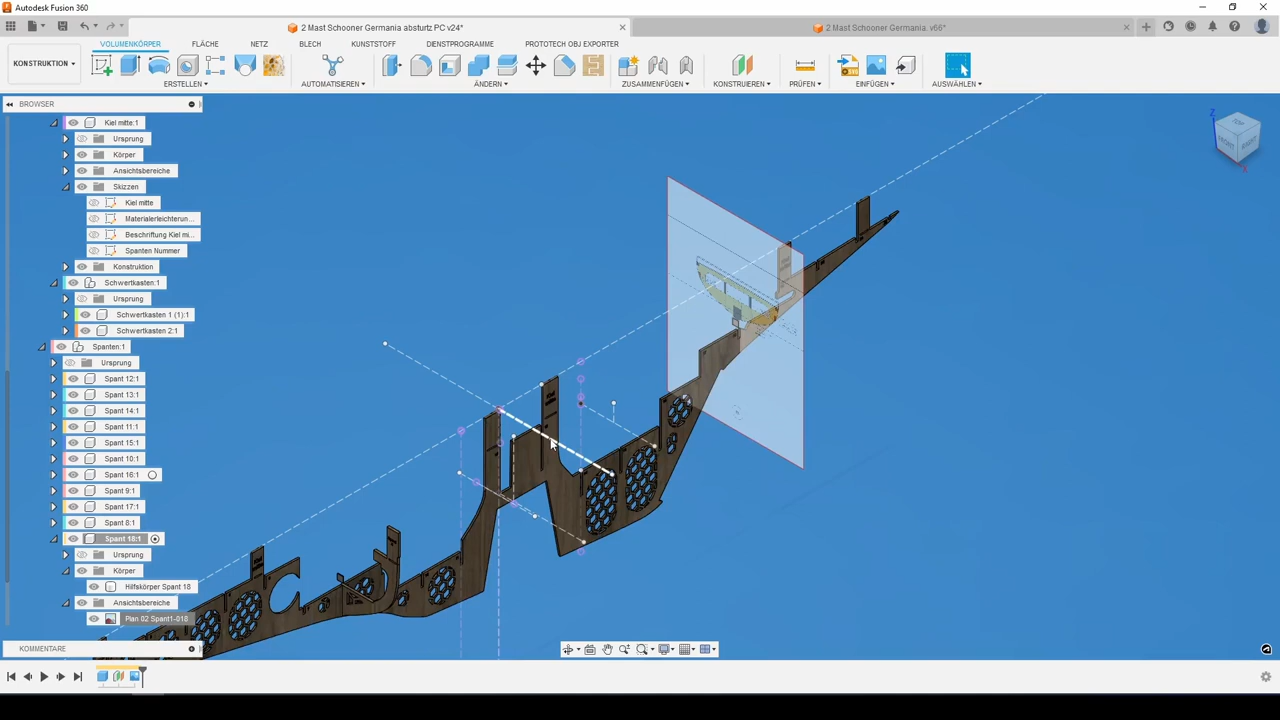 Autodesk Fusion 360
2 Mast Schooner Germania absturtz PC v24*
2 Mast Schooner Germania. v66*
VOLUMENKÖRPER
FLÄCHE
NETZ
BLECH
KUNSTSTOFF
DIENSTPROGRAMME
PROTOTECH OBJ EXPORTER
KONSTRUKTION
ERSTELLEN
AUTOMATISIEREN
ÄNDERN
ZUSAMMENFÜGEN
KONSTRUIEREN
PRÜFEN
EINFÜGEN
AUSWÄHLEN
BROWSER
Kiel mitte:1
Ursprung
Körper
Ansichtsbereiche
Skizzen
Kiel mitte
Materialerleichterun...
Beschriftung Kiel mi...
Spanten Nummer
Konstruktion
Schwertkasten:1
Ursprung
Schwertkasten 1 (1):1
Schwertkasten 2:1
Spanten:1
Ursprung
Spant 12:1
Spant 13:1
Spant 14:1
Spant 11:1
Spant 15:1
Spant 10:1
Spant 16:1
Spant 9:1
Spant 17:1
Spant 8:1
Spant 18:1
Ursprung
Körper
Hilfskörper Spant 18
Ansichtsbereiche
Plan 02 Spant1-018
KOMMENTARE
Z
TOP
FRONT
RIGHT
X